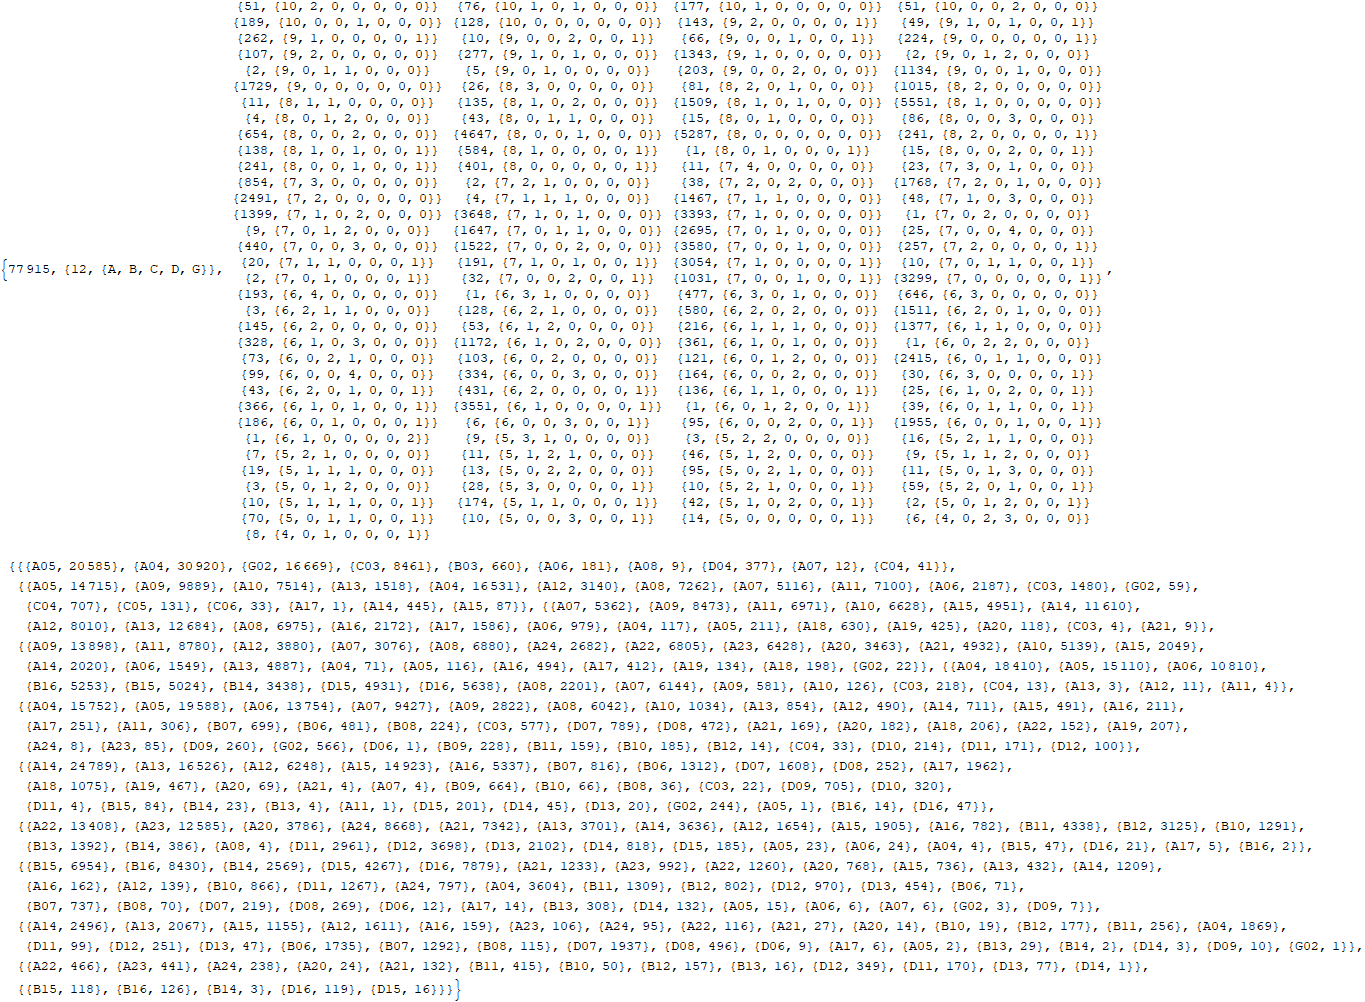 {51, {10, 2, 0, 0, 0, 0, 0}} {76, {10, 1, 0, 1, 0, 0, 0}} {177, {10, 1, 0, 0, 0, 0, 0}} {51, {10, 0, 0, 2, 0, 0, 0}}
{189, {10, 0, 0, 1, 0, 0, 0}} {128, {10, 0, 0, 0, 0, 0, 0}} {143, {9, 2, 0, 0, 0, 0, 1}} {49, {9, 1, 0, 1, 0, 0, 1}}
{262, {9, 1, 0, 0, 0, 0, 1}} {10, {9, 0, 0, 2, 0, 0, 1}} {66, {9, 0, 0, 1, 0, 0, 1}} {224, {9, 0, 0, 0, 0, 0, 1}}
{107, {9, 2, 0, 0, 0, 0, 0}} {277, {9, 1, 0, 1, 0, 0, 0}} {1343, {9, 1, 0, 0, 0, 0, 0}} {2, {9, 0, 1, 2, 0, 0, 0}}
{2, {9, 0, 1, 1, 0, 0, 0}} {5, {9, 0, 1, 0, 0, 0, 0}} {203, {9, 0, 0, 2, 0, 0, 0}} {1134, {9, 0, 0, 1, 0, 0, 0}}
{1729, {9, 0, 0, 0, 0, 0, 0}} {26, {8, 3, 0, 0, 0, 0, 0}} {81, {8, 2, 0, 1, 0, 0, 0}} {1015, {8, 2, 0, 0, 0, 0, 0}}
{11, {8, 1, 1, 0, 0, 0, 0}} {135, {8, 1, 0, 2, 0, 0, 0}} {1509, {8, 1, 0, 1, 0, 0, 0}} {5551, {8, 1, 0, 0, 0, 0, 0}}
{4, {8, 0, 1, 2, 0, 0, 0}} {43, {8, 0, 1, 1, 0, 0, 0}} {15, {8, 0, 1, 0, 0, 0, 0}} {86, {8, 0, 0, 3, 0, 0, 0}}
{654, {8, 0, 0, 2, 0, 0, 0}} {4647, {8, 0, 0, 1, 0, 0, 0}} {5287, {8, 0, 0, 0, 0, 0, 0}} {241, {8, 2, 0, 0, 0, 0, 1}}
{138, {8, 1, 0, 1, 0, 0, 1}} {584, {8, 1, 0, 0, 0, 0, 1}} {1, {8, 0, 1, 0, 0, 0, 1}} {15, {8, 0, 0, 2, 0, 0, 1}}
{241, {8, 0, 0, 1, 0, 0, 1}} {401, {8, 0, 0, 0, 0, 0, 1}} {11, {7, 4, 0, 0, 0, 0, 0}} {23, {7, 3, 0, 1, 0, 0, 0}}
{854, {7, 3, 0, 0, 0, 0, 0}} {2, {7, 2, 1, 0, 0, 0, 0}} {38, {7, 2, 0, 2, 0, 0, 0}} {1768, {7, 2, 0, 1, 0, 0, 0}}
{2491, {7, 2, 0, 0, 0, 0, 0}} {4, {7, 1, 1, 1, 0, 0, 0}} {1467, {7, 1, 1, 0, 0, 0, 0}} {48, {7, 1, 0, 3, 0, 0, 0}}
{1399, {7, 1, 0, 2, 0, 0, 0}} {3648, {7, 1, 0, 1, 0, 0, 0}} {3393, {7, 1, 0, 0, 0, 0, 0}} {1, {7, 0, 2, 0, 0, 0, 0}}
{9, {7, 0, 1, 2, 0, 0, 0}} {1647, {7, 0, 1, 1, 0, 0, 0}} {2695, {7, 0, 1, 0, 0, 0, 0}} {25, {7, 0, 0, 4, 0, 0, 0}}
{440, {7, 0, 0, 3, 0, 0, 0}} {1522, {7, 0, 0, 2, 0, 0, 0}} {3580, {7, 0, 0, 1, 0, 0, 0}} {257, {7, 2, 0, 0, 0, 0, 1}}
{77915, {12, {A, B, C, D, G}}, {20, {7, 1, 1, 0, 0, 0, 1}} {191, {7, 1, 0, 1, 0, 0, 1}} {3054, {7, 1, 0, 0, 0, 0, 1}} {10, {7, 0, 1, 1, 0, 0, 1}} ,
{2, {7, 0, 1, 0, 0, 0, 1}} {32, {7, 0, 0, 2, 0, 0, 1}} {1031, {7, 0, 0, 1, 0, 0, 1}} {3299, {7, 0, 0, 0, 0, 0, 1}}
{193, {6, 4, 0, 0, 0, 0, 0}} {1, {6, 3, 1, 0, 0, 0, 0}} {477, {6, 3, 0, 1, 0, 0, 0}} {646, {6, 3, 0, 0, 0, 0, 0}}
{3, {6, 2, 1, 1, 0, 0, 0}} {128, {6, 2, 1, 0, 0, 0, 0}} {580, {6, 2, 0, 2, 0, 0, 0}} {1511, {6, 2, 0, 1, 0, 0, 0}}
{145, {6, 2, 0, 0, 0, 0, 0}} {53, {6, 1, 2, 0, 0, 0, 0}} {216, {6, 1, 1, 1, 0, 0, 0}} {1377, {6, 1, 1, 0, 0, 0, 0}}
{328, {6, 1, 0, 3, 0, 0, 0}} {1172, {6, 1, 0, 2, 0, 0, 0}} {361, {6, 1, 0, 1, 0, 0, 0}} {1, {6, 0, 2, 2, 0, 0, 0}}
{73, {6, 0, 2, 1, 0, 0, 0}} {103, {6, 0, 2, 0, 0, 0, 0}} {121, {6, 0, 1, 2, 0, 0, 0}} {2415, {6, 0, 1, 1, 0, 0, 0}}
{99, {6, 0, 0, 4, 0, 0, 0}} {334, {6, 0, 0, 3, 0, 0, 0}} {164, {6, 0, 0, 2, 0, 0, 0}} {30, {6, 3, 0, 0, 0, 0, 1}}
{43, {6, 2, 0, 1, 0, 0, 1}} {431, {6, 2, 0, 0, 0, 0, 1}} {136, {6, 1, 1, 0, 0, 0, 1}} {25, {6, 1, 0, 2, 0, 0, 1}}
{366, {6, 1, 0, 1, 0, 0, 1}} {3551, {6, 1, 0, 0, 0, 0, 1}} {1, {6, 0, 1, 2, 0, 0, 1}} {39, {6, 0, 1, 1, 0, 0, 1}}
{186, {6, 0, 1, 0, 0, 0, 1}} {6, {6, 0, 0, 3, 0, 0, 1}} {95, {6, 0, 0, 2, 0, 0, 1}} {1955, {6, 0, 0, 1, 0, 0, 1}}
{1, {6, 1, 0, 0, 0, 0, 2}} {9, {5, 3, 1, 0, 0, 0, 0}} {3, {5, 2, 2, 0, 0, 0, 0}} {16, {5, 2, 1, 1, 0, 0, 0}}
{7, {5, 2, 1, 0, 0, 0, 0}} {11, {5, 1, 2, 1, 0, 0, 0}} {46, {5, 1, 2, 0, 0, 0, 0}} {9, {5, 1, 1, 2, 0, 0, 0}}
{19, {5, 1, 1, 1, 0, 0, 0}} {13, {5, 0, 2, 2, 0, 0, 0}} {95, {5, 0, 2, 1, 0, 0, 0}} {11, {5, 0, 1, 3, 0, 0, 0}}
{3, {5, 0, 1, 2, 0, 0, 0}} {28, {5, 3, 0, 0, 0, 0, 1}} {10, {5, 2, 1, 0, 0, 0, 1}} {59, {5, 2, 0, 1, 0, 0, 1}}
{10, {5, 1, 1, 1, 0, 0, 1}} {174, {5, 1, 1, 0, 0, 0, 1}} {42, {5, 1, 0, 2, 0, 0, 1}} {2, {5, 0, 1, 2, 0, 0, 1}}
{70, {5, 0, 1, 1, 0, 0, 1}} {10, {5, 0, 0, 3, 0, 0, 1}} {14, {5, 0, 0, 0, 0, 0, 1}} {6, {4, 0, 2, 3, 0, 0, 0}}
{8, {4, 0, 1, 0, 0, 0, 1}}
{{{A05, 20585}, {A04, 30920}, {G02, 16669}, {C03, 8461}, {B03, 660}, {A06, 181}, {A08, 9}, {D04, 377}, {A07, 12}, {C04, 41}},
{{A05, 14715}, {A09, 9889}, {A10, 7514}, {A13, 1518}, {A04, 16531}, {A12, 3140}, {A08, 7262}, {A07, 5116}, {A11, 7100}, {A06, 2187}, {C03, 1480}, {G02, 59},
{C04, 707}, {C05, 131}, {C06, 33}, {A17, 1}, {A14, 445}, {A15, 87}}, {{A07, 5362}, {A09, 8473}, {A11, 6971}, {A10, 6628}, {A15, 4951}, {A14, 11610},
{A12, 8010}, {A13, 12684}, {A08, 6975}, {A16, 2172}, {A17, 1586}, {A06, 979}, {A04, 117}, {A05, 211}, {A18, 630}, {A19, 425}, {A20, 118}, {C03, 4}, {A21, 9}},
{{A09, 13898}, {A11, 8780}, {A12, 3880}, {A07, 3076}, {A08, 6880}, {A24, 2682}, {A22, 6805}, {A23, 6428}, {A20, 3463}, {A21, 4932}, {A10, 5139}, {A15, 2049},
{A14, 2020}, {A06, 1549}, {A13, 4887}, {A04, 71}, {A05, 116}, {A16, 494}, {A17, 412}, {A19, 134}, {A18, 198}, {G02, 22}}, {{A04, 18410}, {A05, 15110}, {A06, 10810},
{B16, 5253}, {B15, 5024}, {B14, 3438}, {D15, 4931}, {D16, 5638}, {A08, 2201}, {A07, 6144}, {A09, 581}, {A10, 126}, {C03, 218}, {C04, 13}, {A13, 3}, {A12, 11}, {A11, 4}},
{{A04, 15752}, {A05, 19588}, {A06, 13754}, {A07, 9427}, {A09, 2822}, {A08, 6042}, {A10, 1034}, {A13, 854}, {A12, 490}, {A14, 711}, {A15, 491}, {A16, 211},
{A17, 251}, {A11, 306}, {B07, 699}, {B06, 481}, {B08, 224}, {C03, 577}, {D07, 789}, {D08, 472}, {A21, 169}, {A20, 182}, {A18, 206}, {A22, 152}, {A19, 207},
{A24, 8}, {A23, 85}, {D09, 260}, {G02, 566}, {D06, 1}, {B09, 228}, {B11, 159}, {B10, 185}, {B12, 14}, {C04, 33}, {D10, 214}, {D11, 171}, {D12, 100}},
{{A14, 24789}, {A13, 16526}, {A12, 6248}, {A15, 14923}, {A16, 5337}, {B07, 816}, {B06, 1312}, {D07, 1608}, {D08, 252}, {A17, 1962},
{A18, 1075}, {A19, 467}, {A20, 69}, {A21, 4}, {A07, 4}, {B09, 664}, {B10, 66}, {B08, 36}, {C03, 22}, {D09, 705}, {D10, 320},
{D11, 4}, {B15, 84}, {B14, 23}, {B13, 4}, {A11, 1}, {D15, 201}, {D14, 45}, {D13, 20}, {G02, 244}, {A05, 1}, {B16, 14}, {D16, 47}},
{{A22, 13408}, {A23, 12585}, {A20, 3786}, {A24, 8668}, {A21, 7342}, {A13, 3701}, {A14, 3636}, {A12, 1654}, {A15, 1905}, {A16, 782}, {B11, 4338}, {B12, 3125}, {B10, 1291},
{B13, 1392}, {B14, 386}, {A08, 4}, {D11, 2961}, {D12, 3698}, {D13, 2102}, {D14, 818}, {D15, 185}, {A05, 23}, {A06, 24}, {A04, 4}, {B15, 47}, {D16, 21}, {A17, 5}, {B16, 2}},
{{B15, 6954}, {B16, 8430}, {B14, 2569}, {D15, 4267}, {D16, 7879}, {A21, 1233}, {A23, 992}, {A22, 1260}, {A20, 768}, {A15, 736}, {A13, 432}, {A14, 1209},
{A16, 162}, {A12, 139}, {B10, 866}, {D11, 1267}, {A24, 797}, {A04, 3604}, {B11, 1309}, {B12, 802}, {D12, 970}, {D13, 454}, {B06, 71},
{B07, 737}, {B08, 70}, {D07, 219}, {D08, 269}, {D06, 12}, {A17, 14}, {B13, 308}, {D14, 132}, {A05, 15}, {A06, 6}, {A07, 6}, {G02, 3}, {D09, 7}},
{{A14, 2496}, {A13, 2067}, {A15, 1155}, {A12, 1611}, {A16, 159}, {A23, 106}, {A24, 95}, {A22, 116}, {A21, 27}, {A20, 14}, {B10, 19}, {B12, 177}, {B11, 256}, {A04, 1869},
{D11, 99}, {D12, 251}, {D13, 47}, {B06, 1735}, {B07, 1292}, {B08, 115}, {D07, 1937}, {D08, 496}, {D06, 9}, {A17, 6}, {A05, 2}, {B13, 29}, {B14, 2}, {D14, 3}, {D09, 10}, {G02, 1}},
{{A22, 466}, {A23, 441}, {A24, 238}, {A20, 24}, {A21, 132}, {B11, 415}, {B10, 50}, {B12, 157}, {B13, 16}, {D12, 349}, {D11, 170}, {D13, 77}, {D14, 1}},
{{B15, 118}, {B16, 126}, {B14, 3}, {D16, 119}, {D15, 16}}}}